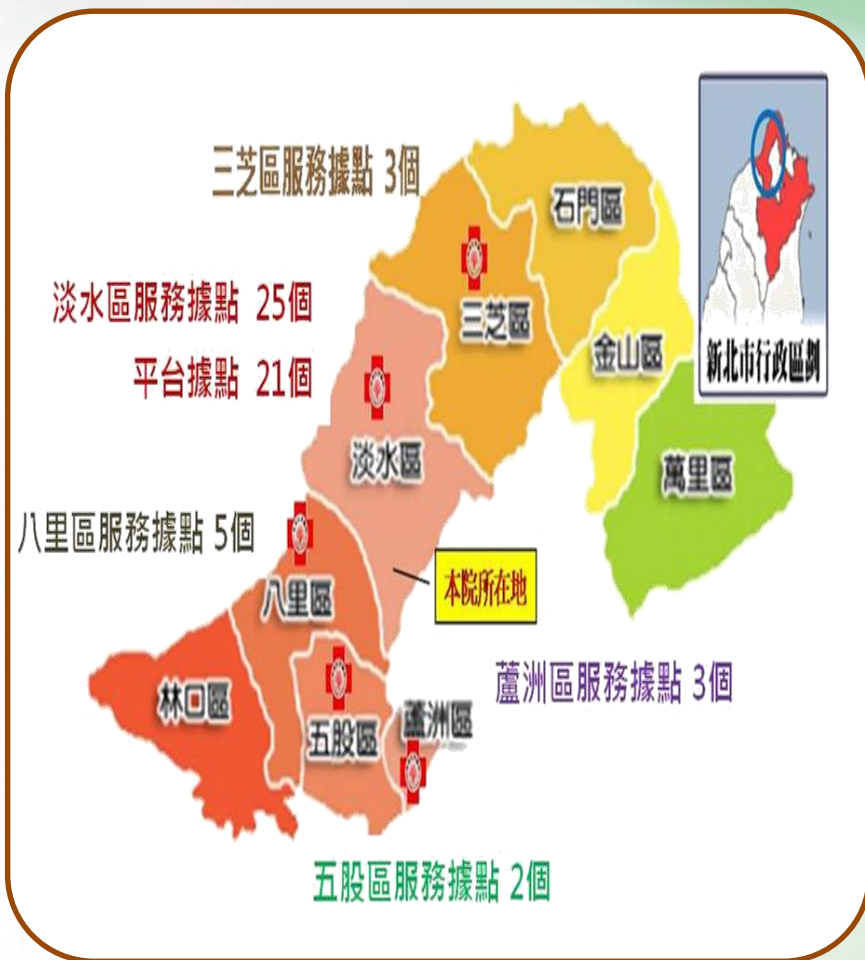 三芝區服務據點 3個
石門區
淡水區服務據點 25個
三芝區
平台據點 21個
金山區
新北市行政區劃
淡水區
萬里區
八里區服務據點 5個
本院所在地
八里區
蘆洲區服務據點 3個
林口區
五股區
蘆洲區
五股區服務據點 2個